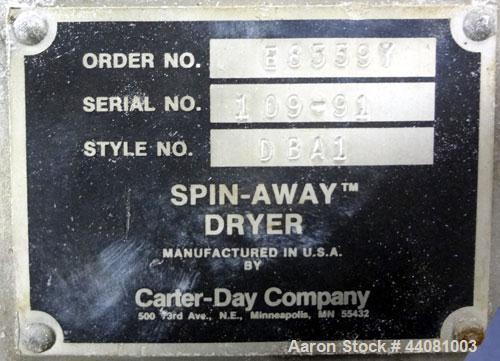 ORDER NO. E8359Y
SERIAL NO. 109-91
STYLE NO. DBA1
SPIN-AWAY™
DRYER
MANUFACTURED IN U.S.A.
BY
Carter-Day Company
500 73rd Ave., N.E., Minneapolis, MN 55432
Aaron Stock # 44081003